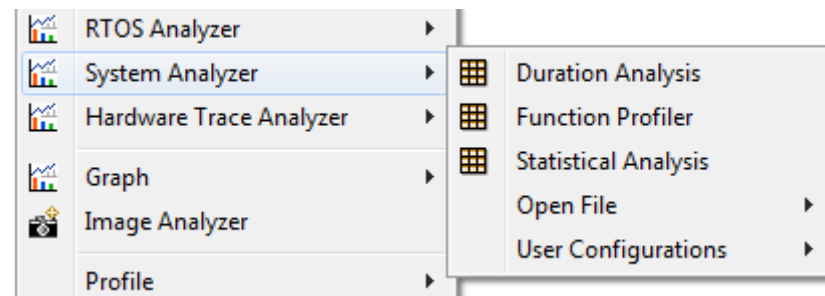 RTOS Analyzer
System Analyzer
Hardware Trace Analyzer
Graph
Image Analyzer
Profile
Duration Analysis
Function Profiler
Statistical Analysis
Open File
User Configurations